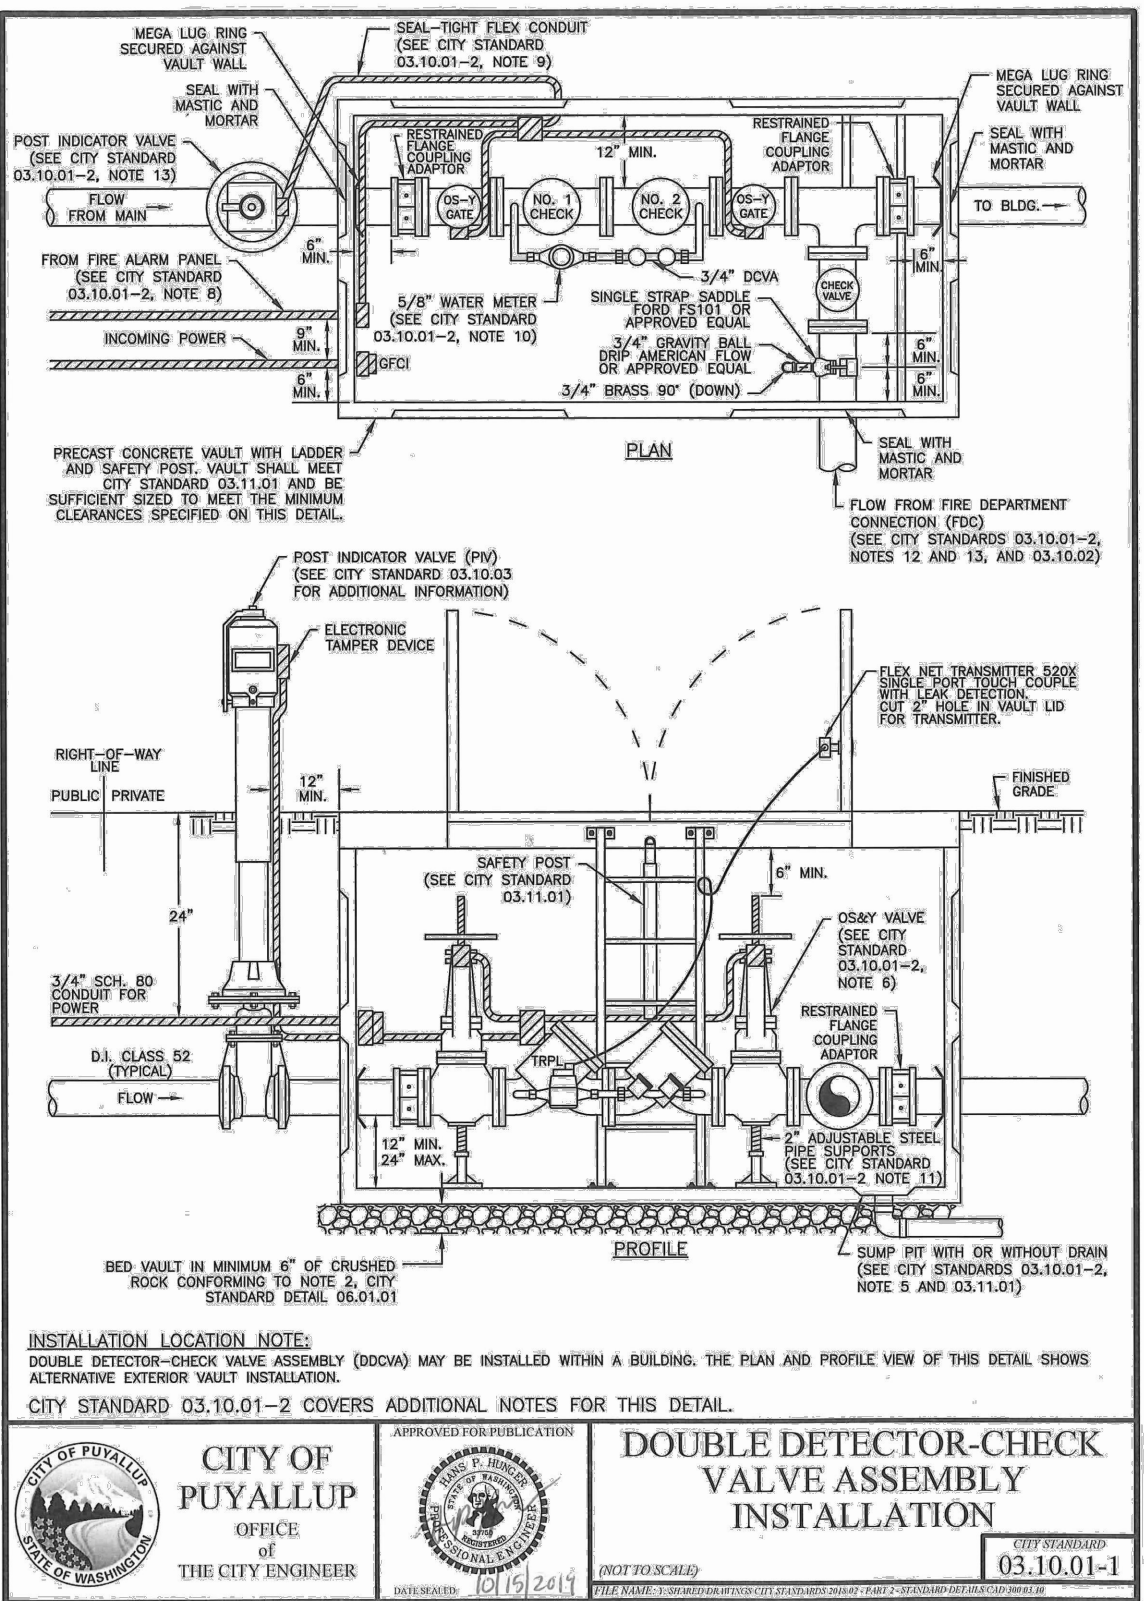 MEGA LUG RING
SECURED AGAINST
VAULT WALL
SEAL-TIGHT FLEX CONDUIT
(SEE CITY STANDARD
03.10.01-2, NOTE 9)
SEAL WITH
MASTIC AND
MORTAR
POST INDICATOR VALVE
(SEE CITY STANDARD
03.10.01-2, NOTE 13)
FLOW
FROM MAIN
RESTRAINED
FLANGE
COUPLING
ADAPTOR
12" MIN.
RESTRAINED
FLANGE
COUPLING
ADAPTOR
MEGA LUG RING
SECURED AGAINST
VAULT WALL
SEAL WITH
MASTIC AND
MORTAR
OS-Y
GATE
NO. 1
CHECK
NO. 2
CHECK
OS-Y
GATE
TO BLDG.
6"
MIN.
6"
MIN.
FROM FIRE ALARM PANEL
(SEE CITY STANDARD
03.10.01-2, NOTE 8)
3/4" DCVA
5/8" WATER METER
(SEE CITY STANDARD
03.10.01-2, NOTE 10)
SINGLE STRAP SADDLE
FORD FS101 OR
APPROVED EQUAL
CHECK
VALVE
INCOMING POWER
9"
MIN.
GFCI
6"
MIN.
3/4" GRAVITY BALL
DRIP AMERICAN FLOW
OR APPROVED EQUAL
3/4" BRASS 90° (DOWN)
6"
MIN.
6"
MIN.
PRECAST CONCRETE VAULT WITH LADDER
AND SAFETY POST. VAULT SHALL MEET
CITY STANDARD 03.11.01 AND BE
SUFFICIENT SIZED TO MEET THE MINIMUM
CLEARANCES SPECIFIED ON THIS DETAIL.
PLAN
SEAL WITH
MASTIC AND
MORTAR
FLOW FROM FIRE DEPARTMENT
CONNECTION (FDC)
(SEE CITY STANDARDS 03.10.01-2,
NOTES 12 AND 13, AND 03.10.02)
POST INDICATOR VALVE (PIV)
(SEE CITY STANDARD 03.10.03
FOR ADDITIONAL INFORMATION)
ELECTRONIC
TAMPER DEVICE
FLEX NET TRANSMITTER 520X
SINGLE PORT TOUCH COUPLE
WITH LEAK DETECTION.
CUT 2" HOLE IN VAULT LID
FOR TRANSMITTER.
RIGHT-OF-WAY
LINE
PUBLIC PRIVATE
12"
MIN.
FINISHED
GRADE
SAFETY POST
(SEE CITY STANDARD
03.11.01)
6" MIN.
24"
OS&Y VALVE
(SEE CITY
STANDARD
03.10.01-2,
NOTE 6)
3/4" SCH. 80
CONDUIT FOR
POWER
RESTRAINED
FLANGE
COUPLING
ADAPTOR
D.I. CLASS 52
(TYPICAL)
TRPL
FLOW
12" MIN.
24" MAX.
2" ADJUSTABLE STEEL
PIPE SUPPORTS
(SEE CITY STANDARD
03.10.01-2 NOTE 11)
PROFILE
BED VAULT IN MINIMUM 6" OF CRUSHED
ROCK CONFORMING TO NOTE 2, CITY
STANDARD DETAIL 06.01.01
SUMP PIT WITH OR WITHOUT DRAIN
(SEE CITY STANDARDS 03.10.01-2,
NOTE 5 AND 03.11.01)
INSTALLATION LOCATION NOTE:
DOUBLE DETECTOR-CHECK VALVE ASSEMBLY (DDCVA) MAY BE INSTALLED WITHIN A BUILDING. THE PLAN AND PROFILE VIEW OF THIS DETAIL SHOWS
ALTERNATIVE EXTERIOR VAULT INSTALLATION.
CITY STANDARD 03.10.01-2 COVERS ADDITIONAL NOTES FOR THIS DETAIL.
CITY OF PUYALLUP
STATE OF WASHINGTON
CITY OF
PUYALLUP
OFFICE
of
THE CITY ENGINEER
APPROVED FOR PUBLICATION
HANS P. HUNGER
STATE OF WASHINGTON
33750
REGISTERED
PROFESSIONAL ENGINEER
DATE SEALED: 10/15/2019
DOUBLE DETECTOR-CHECK
VALVE ASSEMBLY
INSTALLATION
(NOT TO SCALE)
CITY STANDARD
03.10.01-1
FILE NAME: Y: SHARED DRAWINGS CITY STANDARDS 2018 02 - PART 2 - STANDARD DETAILS CAD 300 03.10